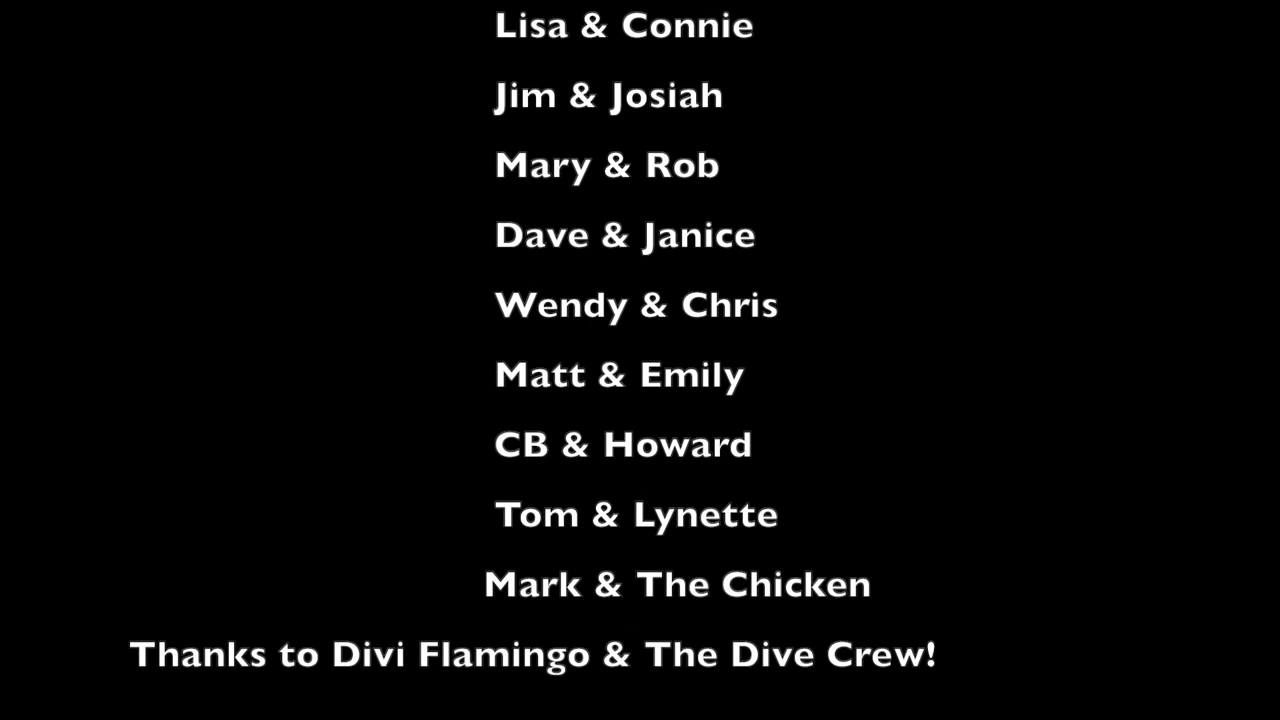 Lisa & Connie
Jim & Josiah
Mary & Rob
Dave & Janice
Wendy & Chris
Matt & Emily
CB & Howard
Tom & Lynette
Mark & The Chicken
Thanks to Divi Flamingo & The Dive Crew!